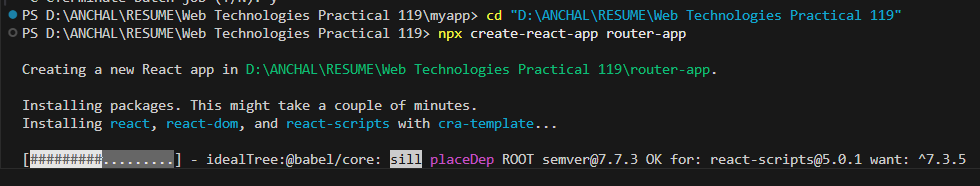 PS D:\ANCHAL\RESUME\Web Technologies Practical 119\myapp> cd "D:\ANCHAL\RESUME\Web Technologies Practical 119"
PS D:\ANCHAL\RESUME\Web Technologies Practical 119> npx create-react-app router-app
Creating a new React app in D:\ANCHAL\RESUME\Web Technologies Practical 119\router-app.
Installing packages. This might take a couple of minutes.
Installing react, react-dom, and react-scripts with cra-template...
[#########.........] - idealTree:@babel/core: sill placeDep ROOT semver@7.7.3 OK for: react-scripts@5.0.1 want: ^7.3.5